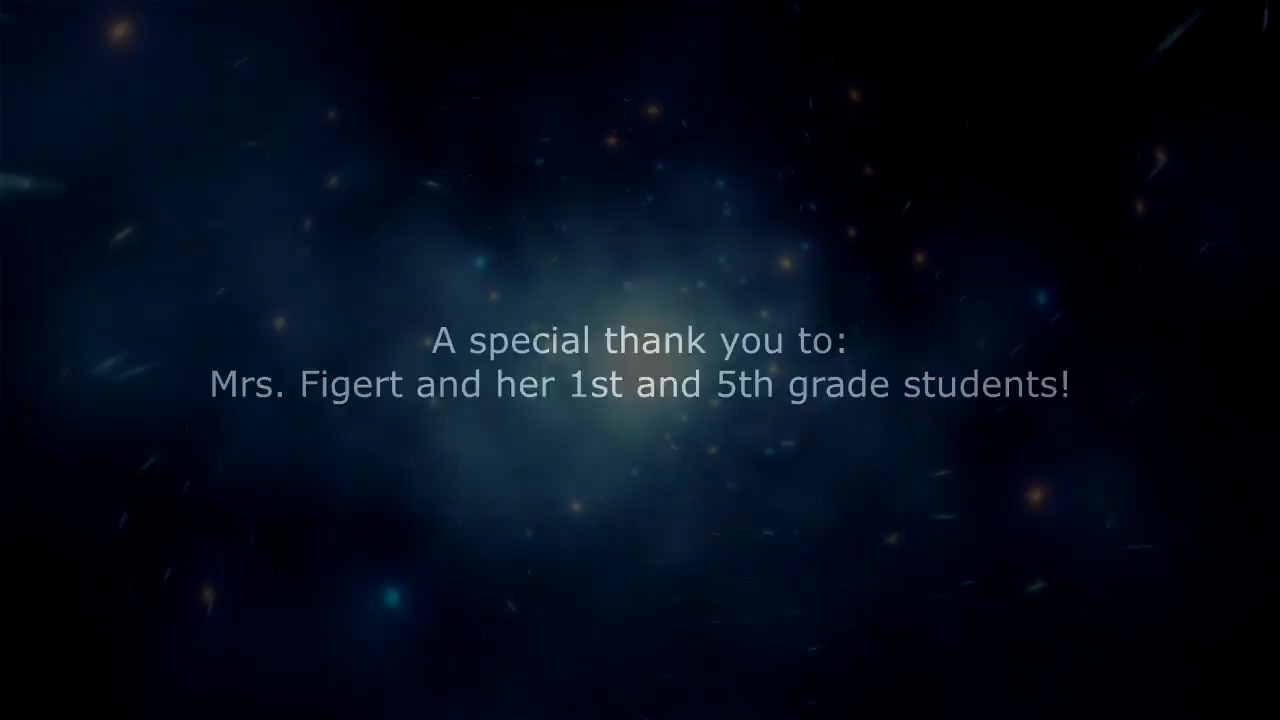 A special thank you to:
Mrs. Figert and her 1st and 5th grade students!